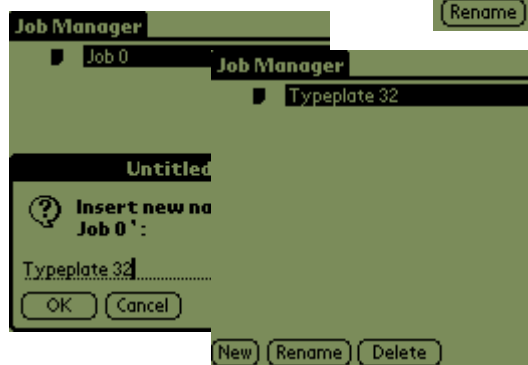 Rename
Job Manager
Job 0
Untitled
Insert new na
Job 0':
Typeplate 32
OK Cancel
Job Manager
Typeplate 32
New Rename Delete